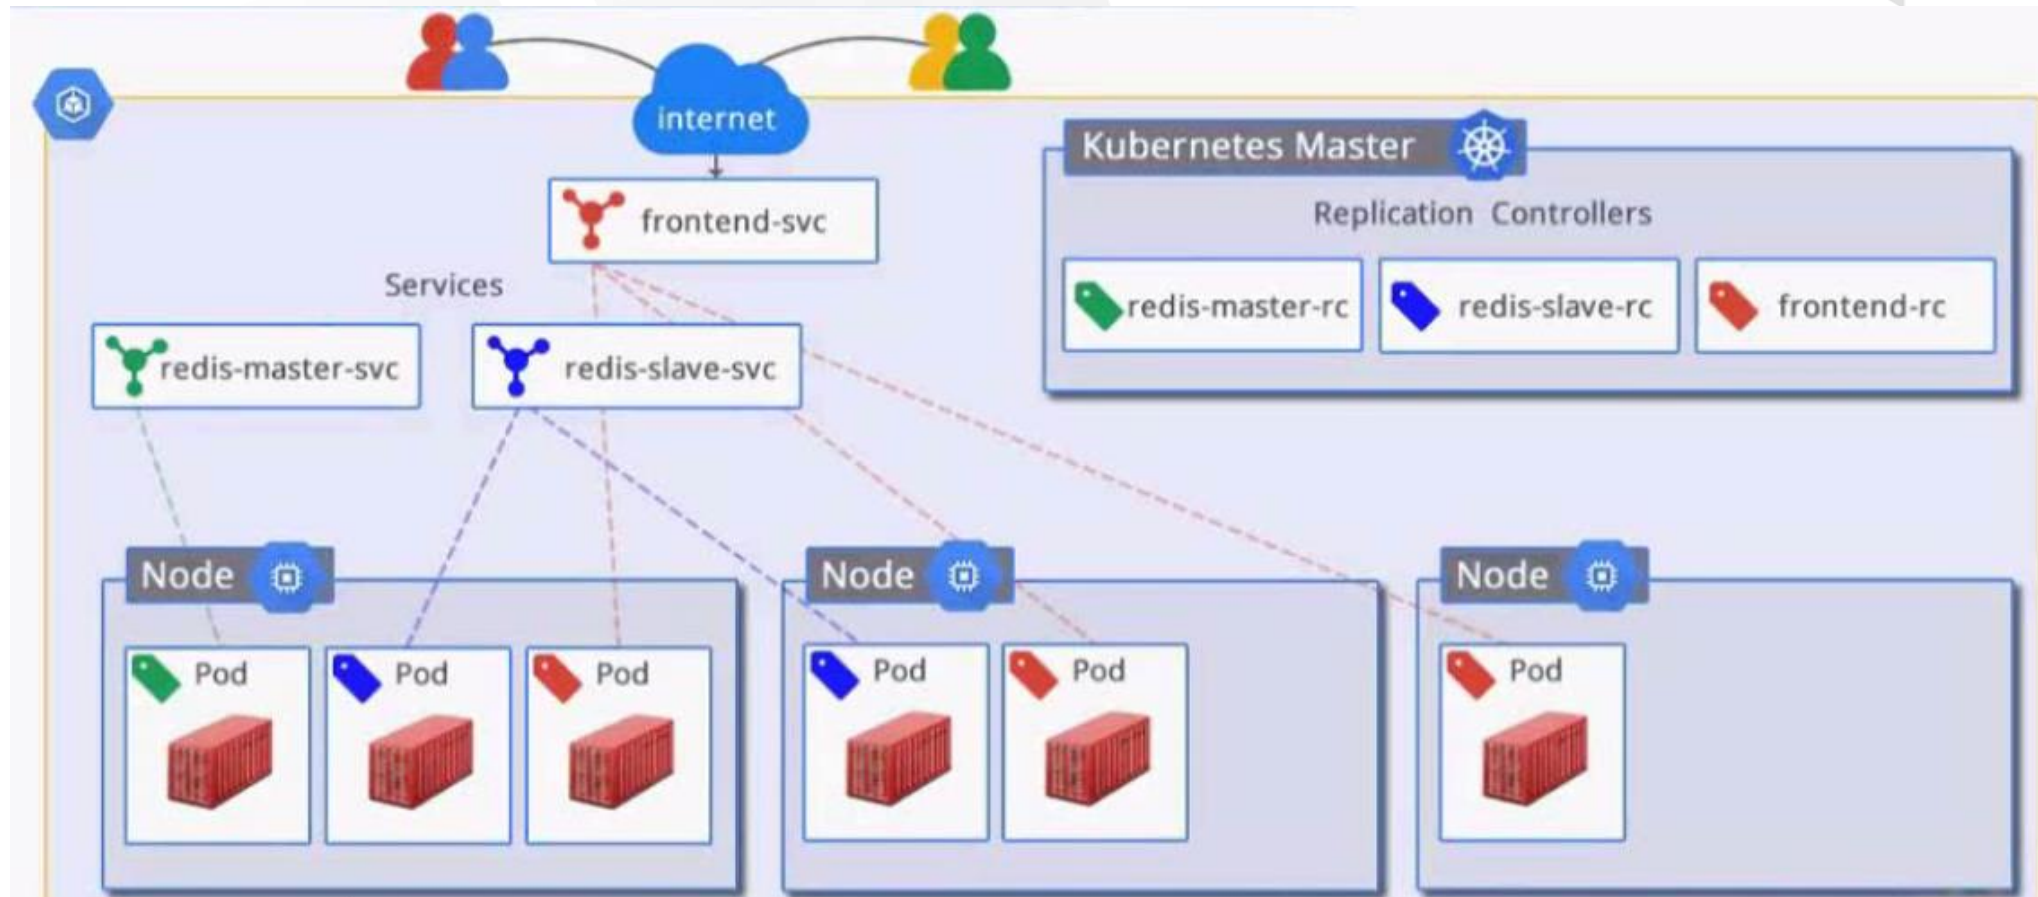 internet
Kubernetes Master
frontend-svc
Replication Controllers
Services
redis-master-rc
redis-slave-rc
frontend-rc
redis-master-svc
redis-slave-svc
Node
Node
Node
Pod
Pod
Pod
Pod
Pod
Pod